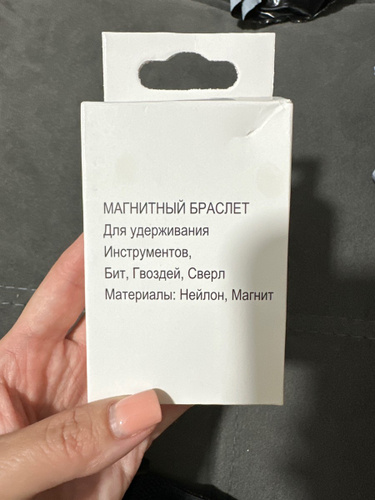 МАГНИТНЫЙ БРАСЛЕТ
Для удерживания
Инструментов,
Бит, Гвоздей, Сверл
Материалы: Нейлон, Магнит